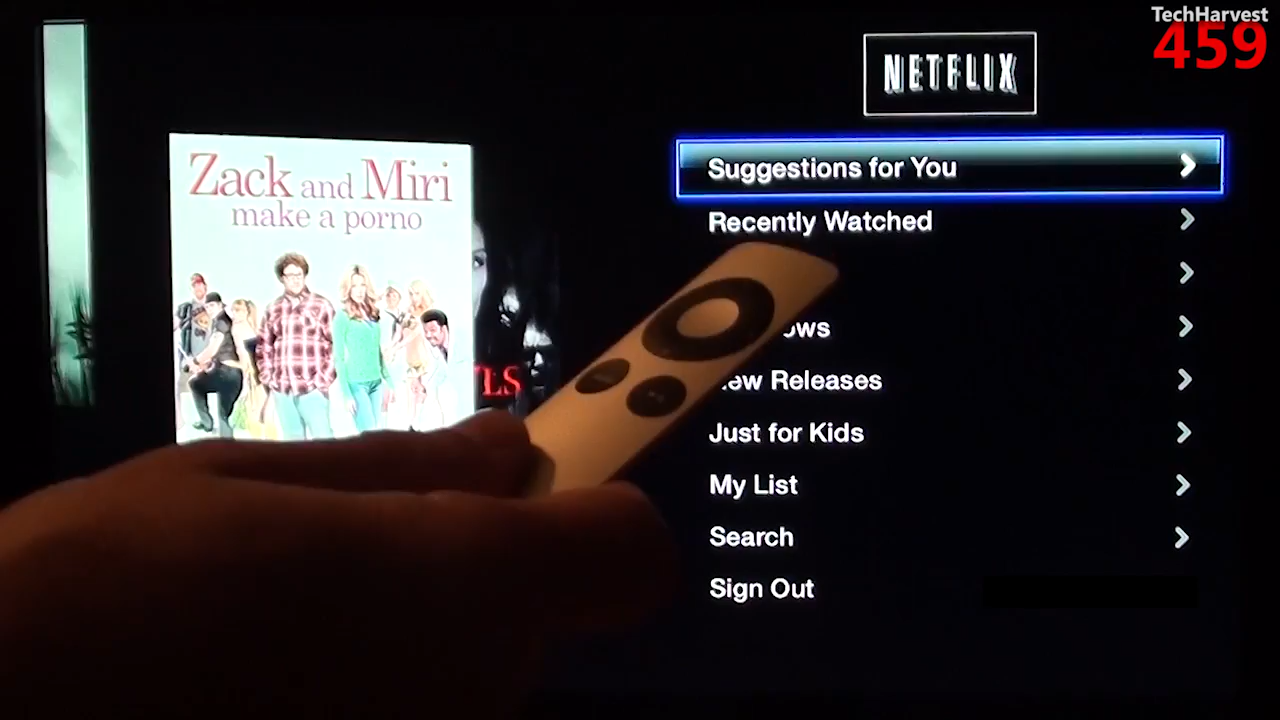 TechHarvest
459
NETFLIX
Zack and Miri
make a porno
Suggestions for You
Recently Watched
New Releases
Just for Kids
My List
Search
Sign Out